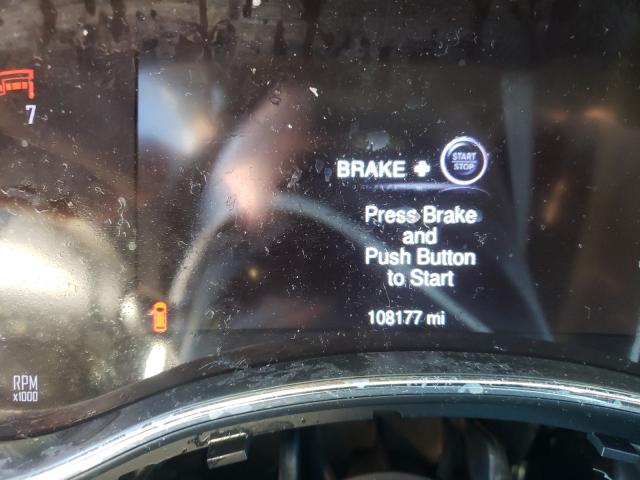 7
BRAKE + START
STOP
Press Brake
and
Push Button
to Start
108177 mi
RPM
x1000